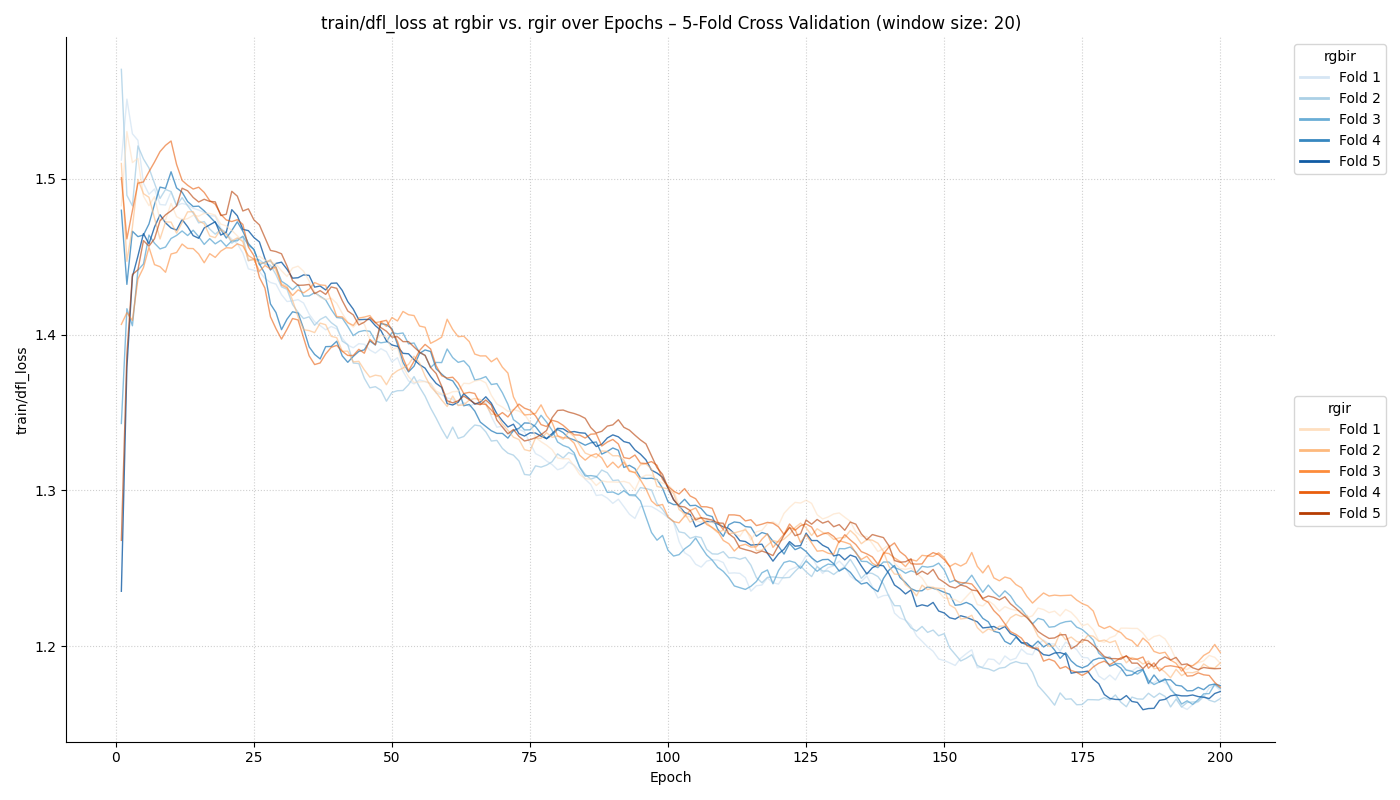 train/dfl_loss at rgbir vs. rgir over Epochs – 5-Fold Cross Validation (window size: 20)
train/dfl_loss
1.5
1.4
1.3
1.2
0
25
50
75
100
125
150
175
200
Epoch
rgbir
Fold 1
Fold 2
Fold 3
Fold 4
Fold 5
rgir
Fold 1
Fold 2
Fold 3
Fold 4
Fold 5